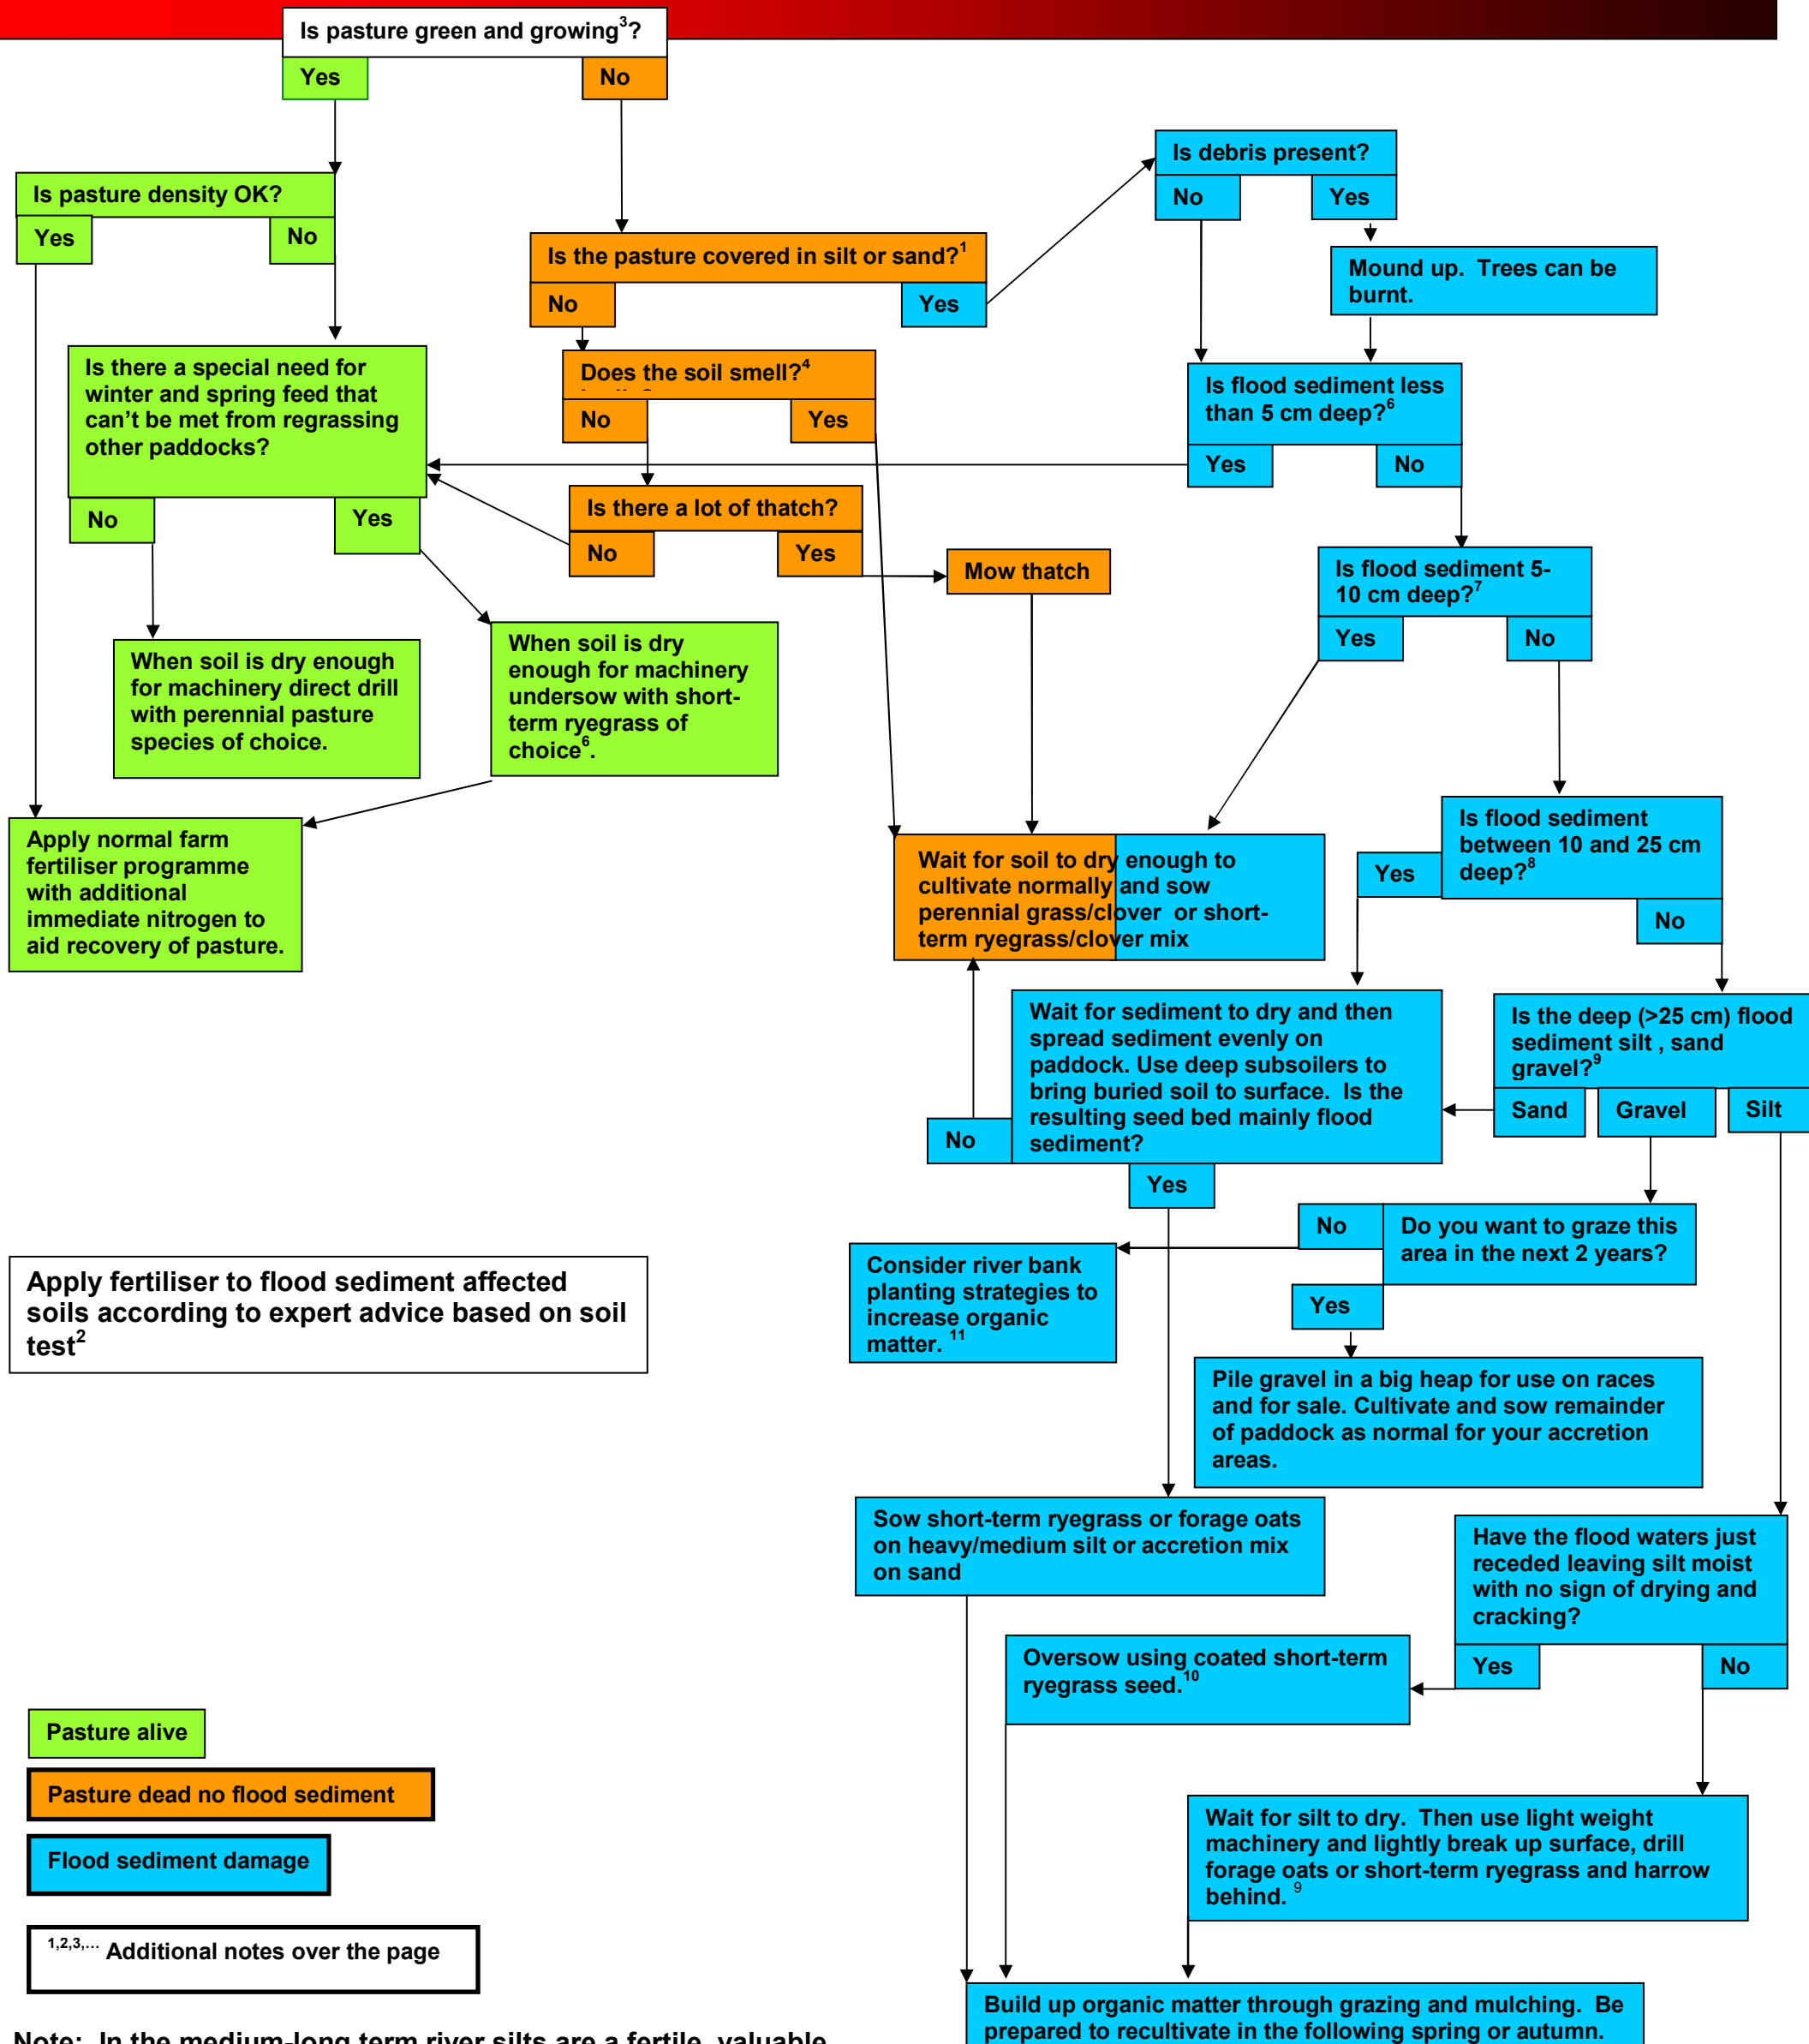 Is pasture green and growing3?
Yes
No
Is debris present?
No
Yes
Is pasture density OK?
Yes
No
Is the pasture covered in silt or sand?1
No
Yes
Mound up.  Trees can be
burnt.
Is there a special need for
winter and spring feed that
can't be met from regrassing
other paddocks?
No
Yes
Does the soil smell?4
No
Yes
Is flood sediment less
than 5 cm deep?6
Yes
No
Is there a lot of thatch?
No
Yes
Mow thatch
Is flood sediment 5-
10 cm deep?7
Yes
No
When soil is dry enough
for machinery direct drill
with perennial pasture
species of choice.
When soil is dry
enough for machinery
undersow with short-
term ryegrass of
choice6.
Apply normal farm
fertiliser programme
with additional
immediate nitrogen to
aid recovery of pasture.
Wait for soil to dry enough to
cultivate normally and sow
perennial grass/clover  or short-
term ryegrass/clover mix
Is flood sediment
between 10 and 25 cm
deep?8
Yes
No
Wait for sediment to dry and then
spread sediment evenly on
paddock. Use deep subsoilers to
bring buried soil to surface.  Is the
resulting seed bed mainly flood
sediment?
No
Yes
Is the deep (>25 cm) flood
sediment silt , sand
gravel?9
Sand
Gravel
Silt
Do you want to graze this
area in the next 2 years?
No
Yes
Consider river bank
planting strategies to
increase organic
matter. 11
Apply fertiliser to flood sediment affected
soils according to expert advice based on soil
test2
Pile gravel in a big heap for use on races
and for sale. Cultivate and sow remainder
of paddock as normal for your accretion
areas.
Sow short-term ryegrass or forage oats
on heavy/medium silt or accretion mix
on sand
Have the flood waters just
receded leaving silt moist
with no sign of drying and
cracking?
Yes
No
Oversow using coated short-term
ryegrass seed.10
Pasture alive
Pasture dead no flood sediment
Flood sediment damage
Wait for silt to dry.  Then use light weight
machinery and lightly break up surface, drill
forage oats or short-term ryegrass and harrow
behind. 9
1,2,3,... Additional notes over the page
Build up organic matter through grazing and mulching.  Be
prepared to recultivate in the following spring or autumn.
Note:  In the medium-long term river silts are a fertile, valuable